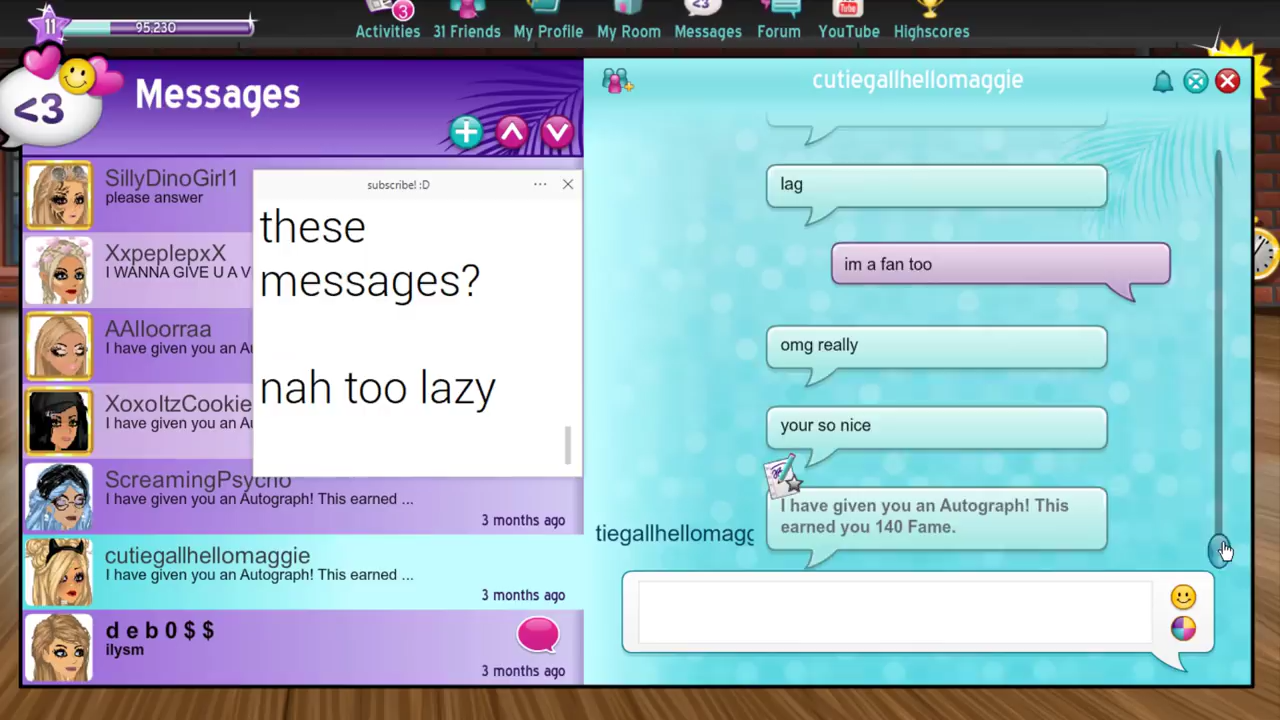 11
95.230
3
<3
Activities
31 Friends
My Profile
My Room
Messages
Forum
YouTube
Highscores
<3
Messages
SillyDinoGirl1
please answer
XxpeplepxX
I WANNA GIVE U A V
AAlloorraa
I have given you an Au
XoxoItzCookie
I have given you an Au
ScreamingPsycho
I have given you an Autograph! This earned ...
3 months ago
cutiegallhellomaggie
I have given you an Autograph! This earned ...
3 months ago
d e b 0 $ $
ilysm
3 months ago
subscribe! :D
these
messages?
nah too lazy
cutiegallhellomaggie
lag
im a fan too
omg really
your so nice
I have given you an Autograph! This
earned you 140 Fame.
tiegallhellomagg